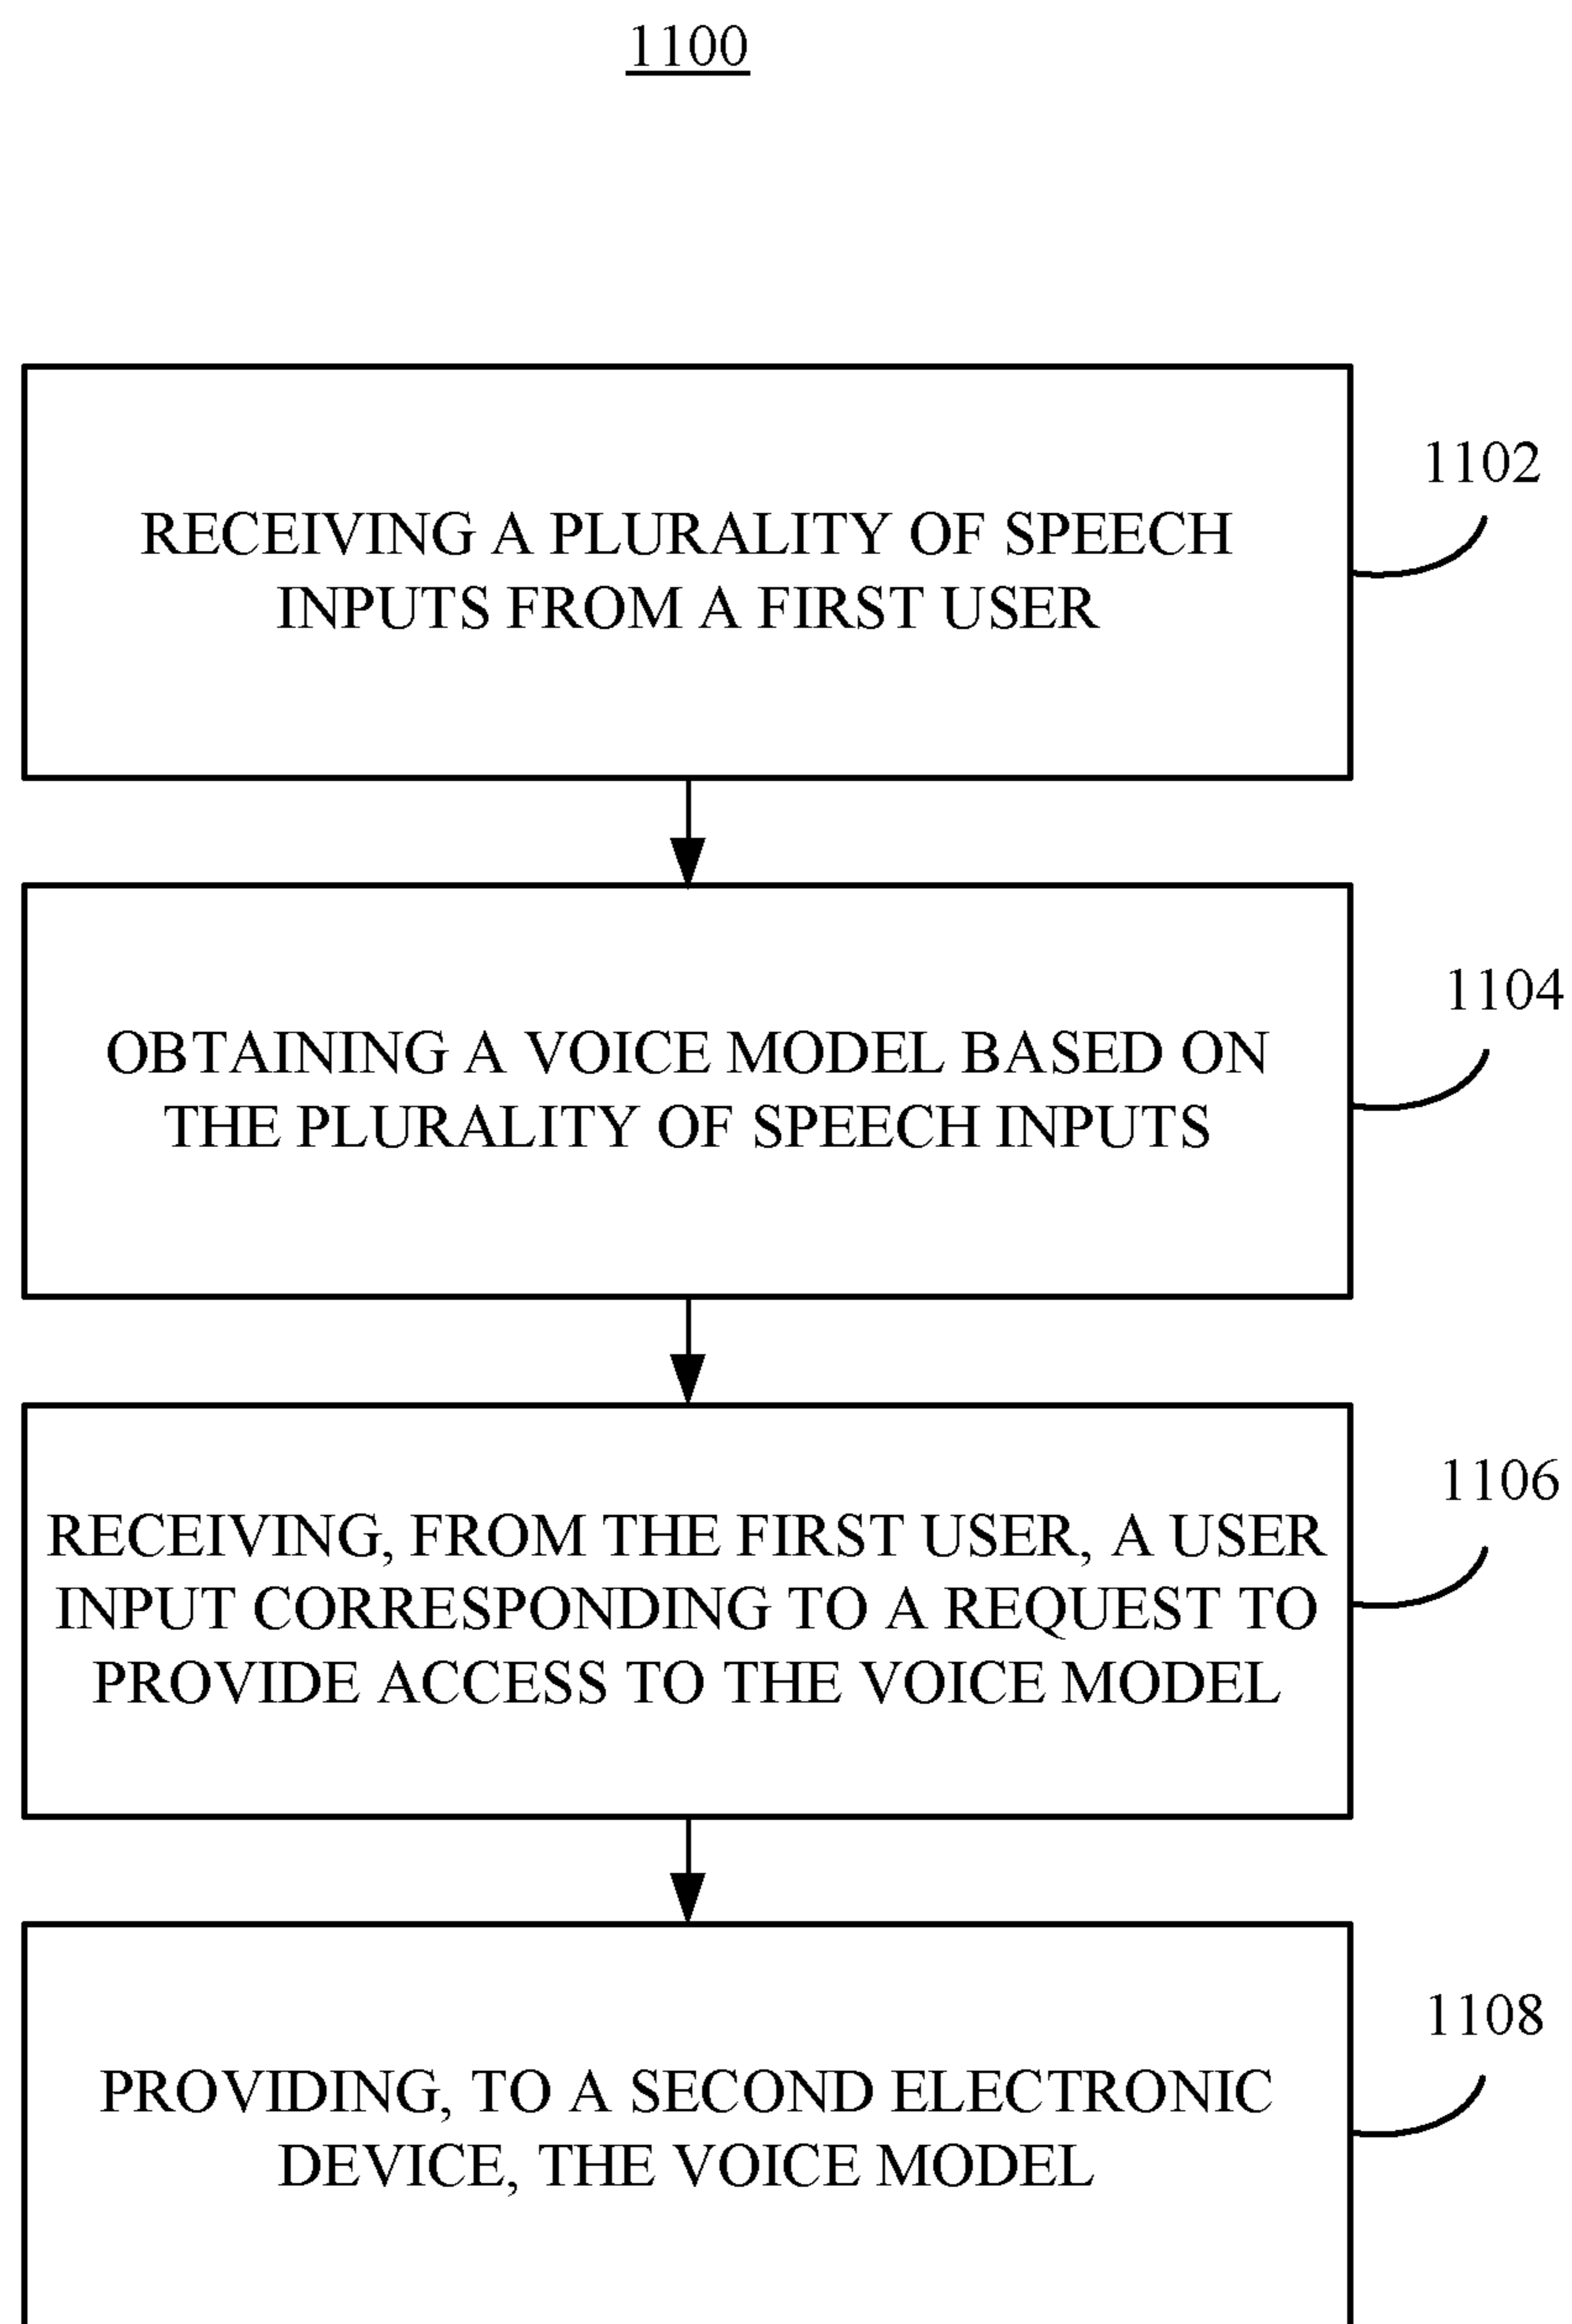 1100
1102
RECEIVING A PLURALITY OF SPEECH
INPUTS FROM A FIRST USER
1104
OBTAINING A VOICE MODEL BASED ON
THE PLURALITY OF SPEECH INPUTS
1106
RECEIVING, FROM THE FIRST USER, A USER
INPUT CORRESPONDING TO A REQUEST TO
PROVIDE ACCESS TO THE VOICE MODEL
1108
PROVIDING, TO A SECOND ELECTRONIC
DEVICE, THE VOICE MODEL